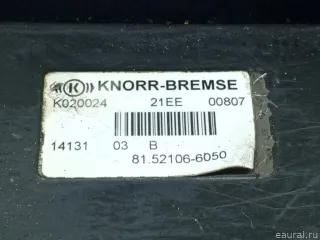 KNORR-BREMSE
K020024 21EE 00807
14131 03 B
81.52106-6050
© eaural.ru